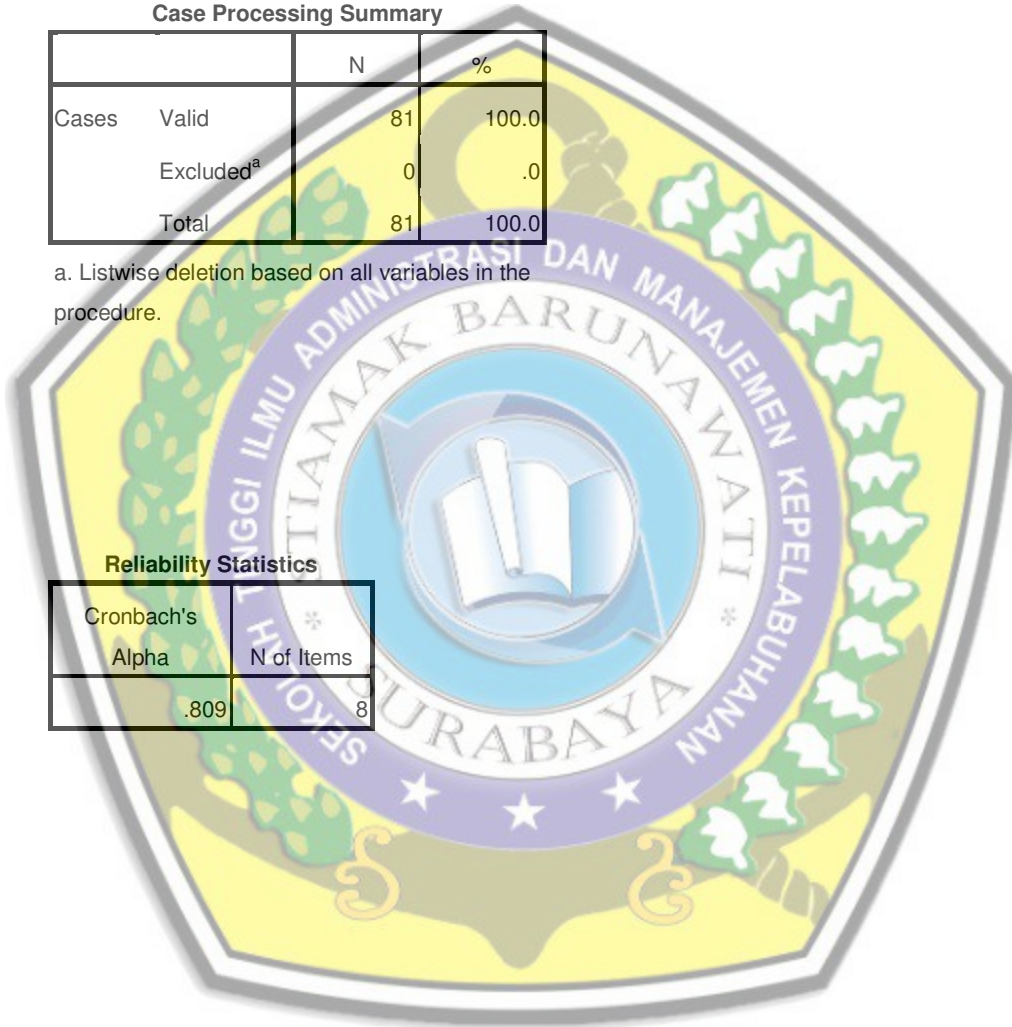 Case Processing Summary
N %
Cases Valid 81 100.0
Excludedᵃ 0 .0
Total 81 100.0
a. Listwise deletion based on all variables in the
procedure.
Reliability Statistics
Cronbach's
Alpha N of Items
.809 8
SEKOLAH TINGGI ILMU ADMINISTRASI DAN MANAJEMEN KEPELABUHANAN
STIAMAK BARUNAWATI
* SURABAYA *